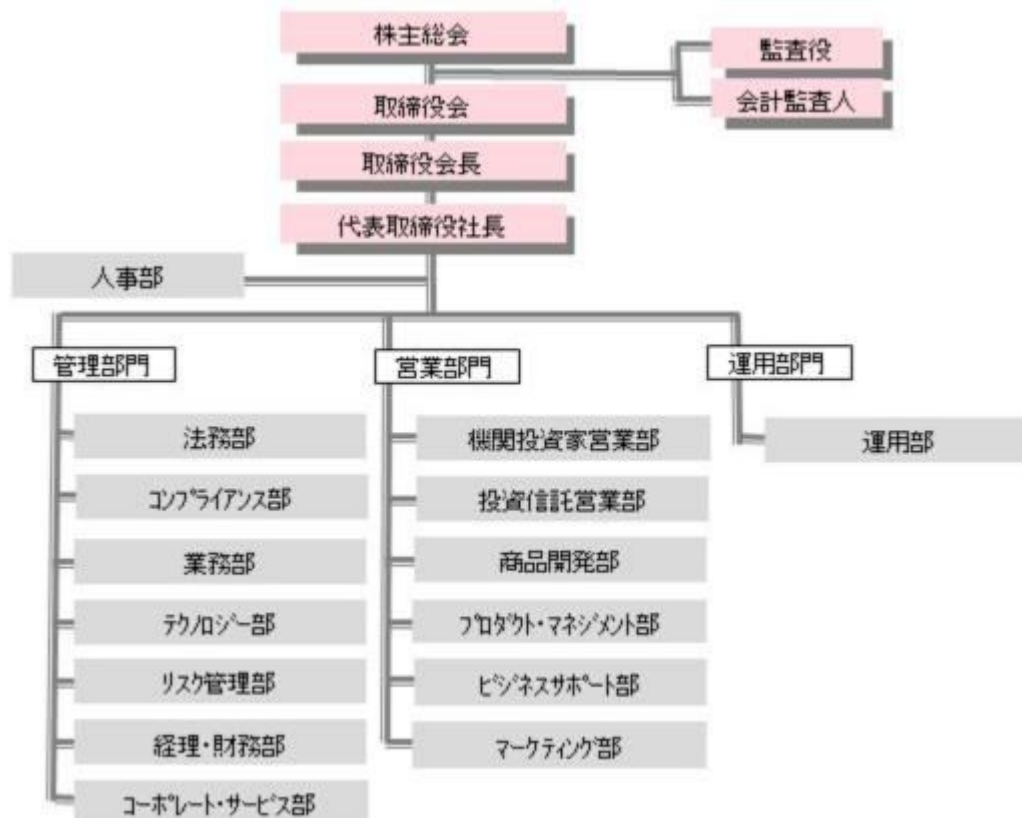 株主総会
監査役
会計監査人
取締役会
取締役会長
代表取締役社長
人事部
管理部門
営業部門
運用部門
法務部
コンプライアンス部
業務部
テクノロジー部
リスク管理部
経理・財務部
コーポレート・サービス部
機関投資家営業部
投資信託営業部
商品開発部
プロダクト・マネジメント部
ビジネスサポート部
マーケティング部
運用部